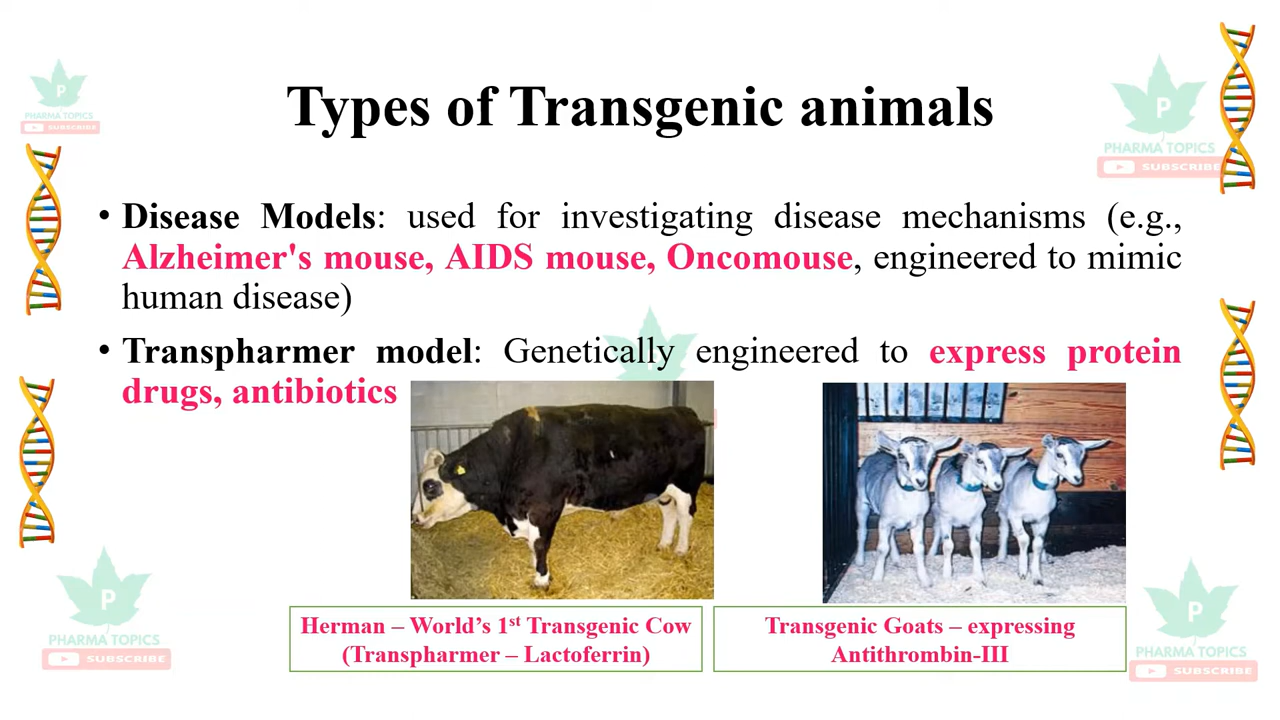 P
PHARMA TOPICS
SUBSCRIBE
P
PHARMA TOPICS
SUBSCRIBE
Types of Transgenic animals
• Disease Models: used for investigating disease mechanisms (e.g.,
Alzheimer's mouse, AIDS mouse, Oncomouse, engineered to mimic
human disease)
• Transpharmer model: Genetically engineered to express protein
drugs, antibiotics
Herman – World’s 1st Transgenic Cow
(Transpharmer – Lactoferrin)
Transgenic Goats – expressing
Antithrombin-III
P
PHARMA TOPICS
SUBSCRIBE
P
PHARMA TOPICS
SUBSCRIBE